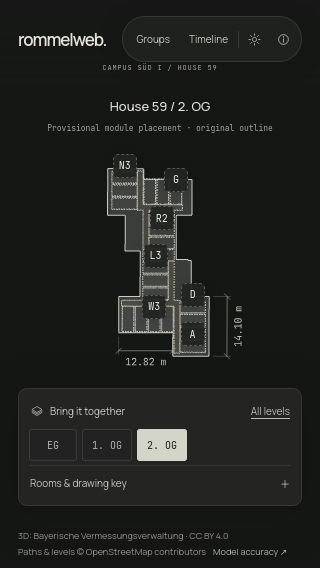 rommelweb.
Groups Timeline
CAMPUS SÜD I / HOUSE 59
House 59 / 2. OG
Provisional module placement · original outline
N3
G
R2
L3
D
W3
A
14.10 m
12.82 m
Bring it together All levels
EG 1. OG 2. OG
Rooms & drawing key +
3D: Bayerische Vermessungsverwaltung · CC BY 4.0
Paths & levels © OpenStreetMap contributors Model accuracy ↗